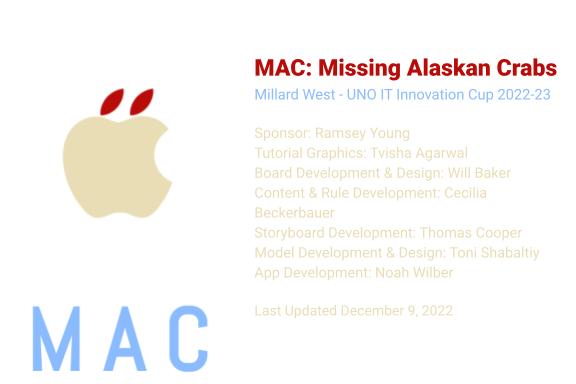 MAC: Missing Alaskan Crabs
Millard West - UNO IT Innovation Cup 2022-23
Sponsor: Ramsey Young
Tutorial Graphics: Tvisha Agarwal
Board Development & Design: Will Baker
Content & Rule Development: Cecilia
Beckerbauer
Storyboard Development: Thomas Cooper
Model Development & Design: Toni Shabaltiy
App Development: Noah Wilber
Last Updated December 9, 2022
MAC